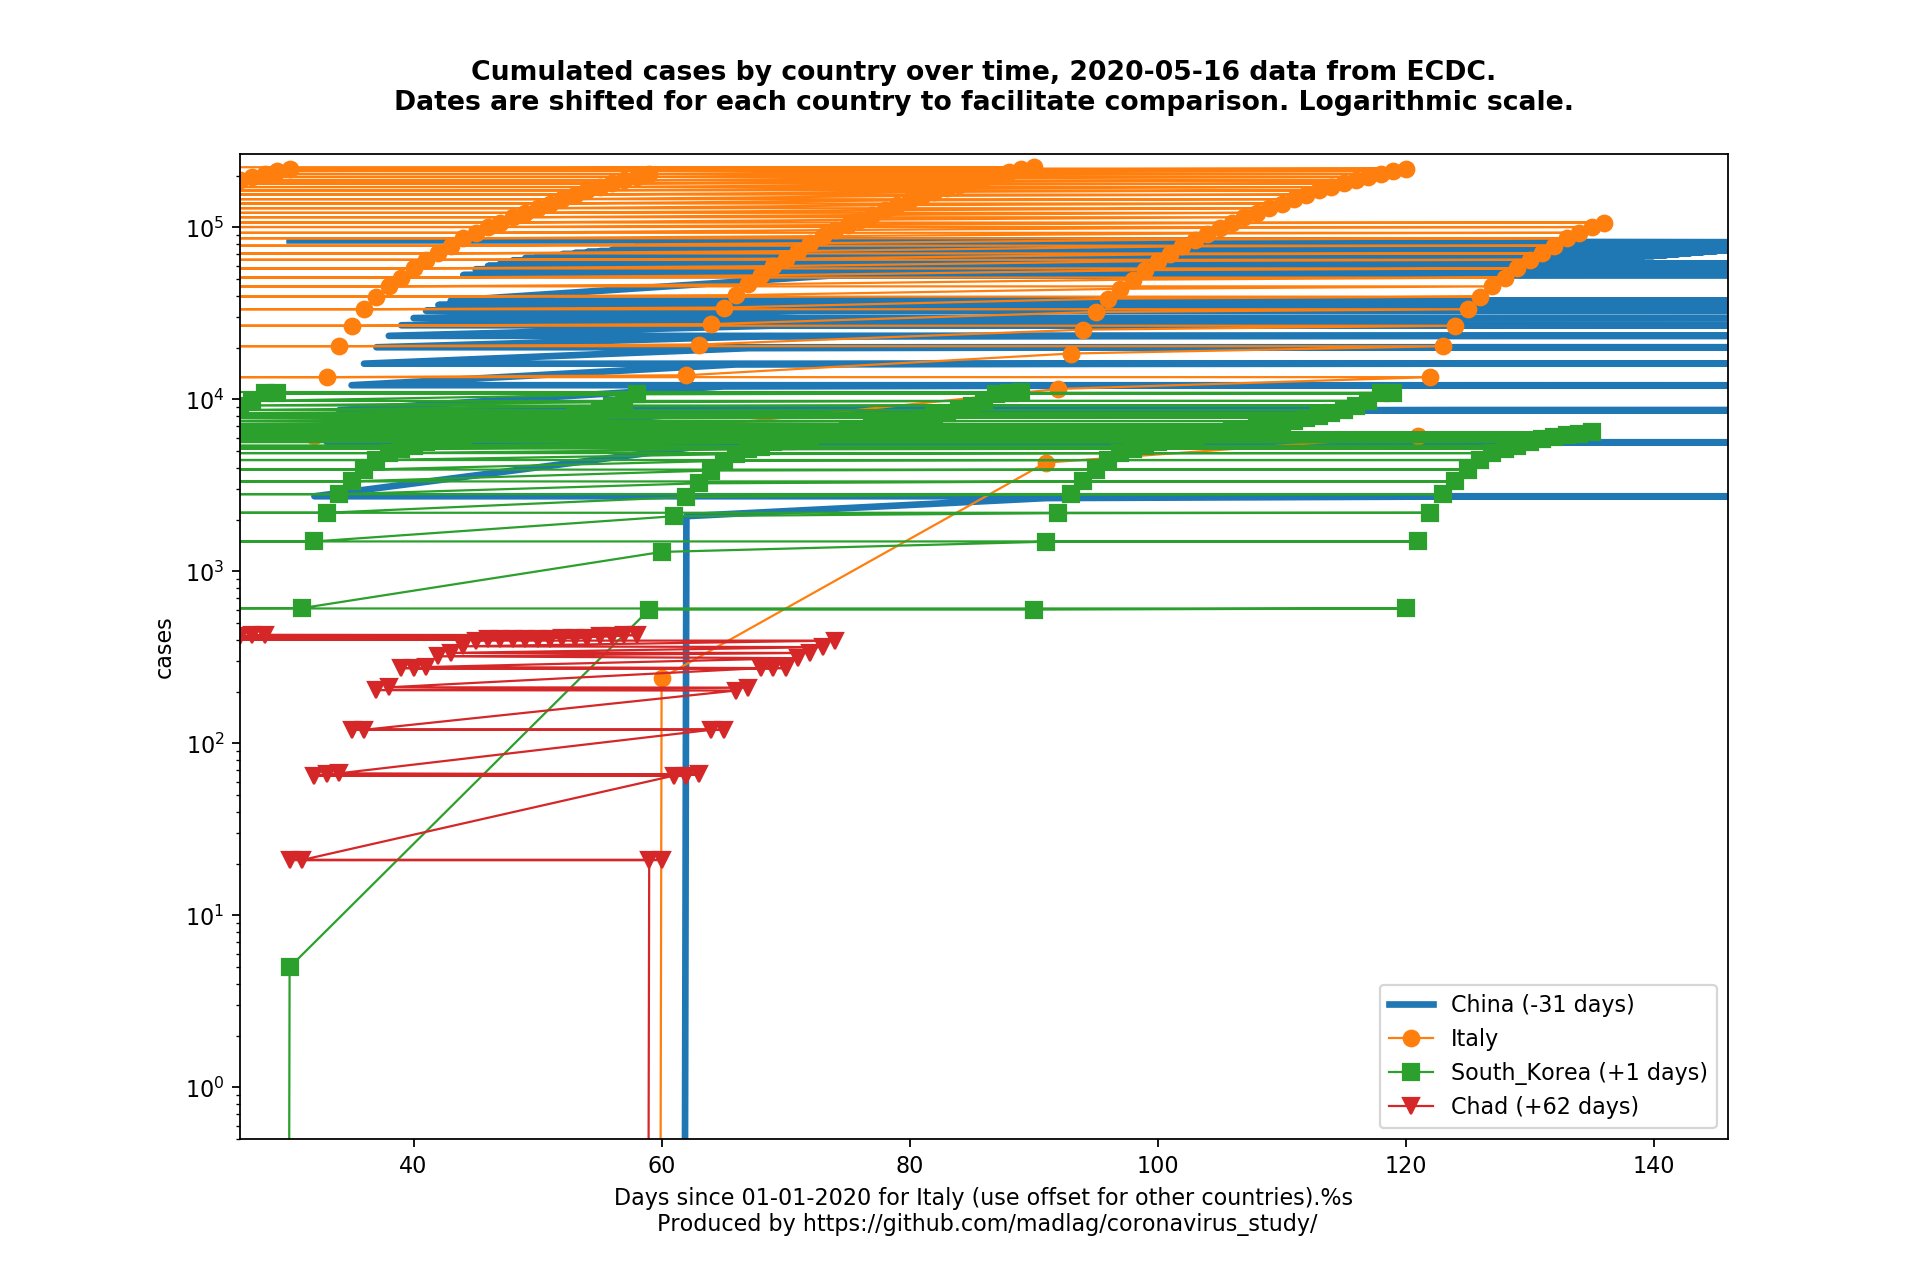 Cumulated cases by country over time, 2020-05-16 data from ECDC.
Dates are shifted for each country to facilitate comparison. Logarithmic scale.
cases
10^5
10^4
10^3
10^2
10^1
10^0
40
60
80
100
120
140
China (-31 days)
Italy
South_Korea (+1 days)
Chad (+62 days)
Days since 01-01-2020 for Italy (use offset for other countries).%s
Produced by https://github.com/madlag/coronavirus_study/